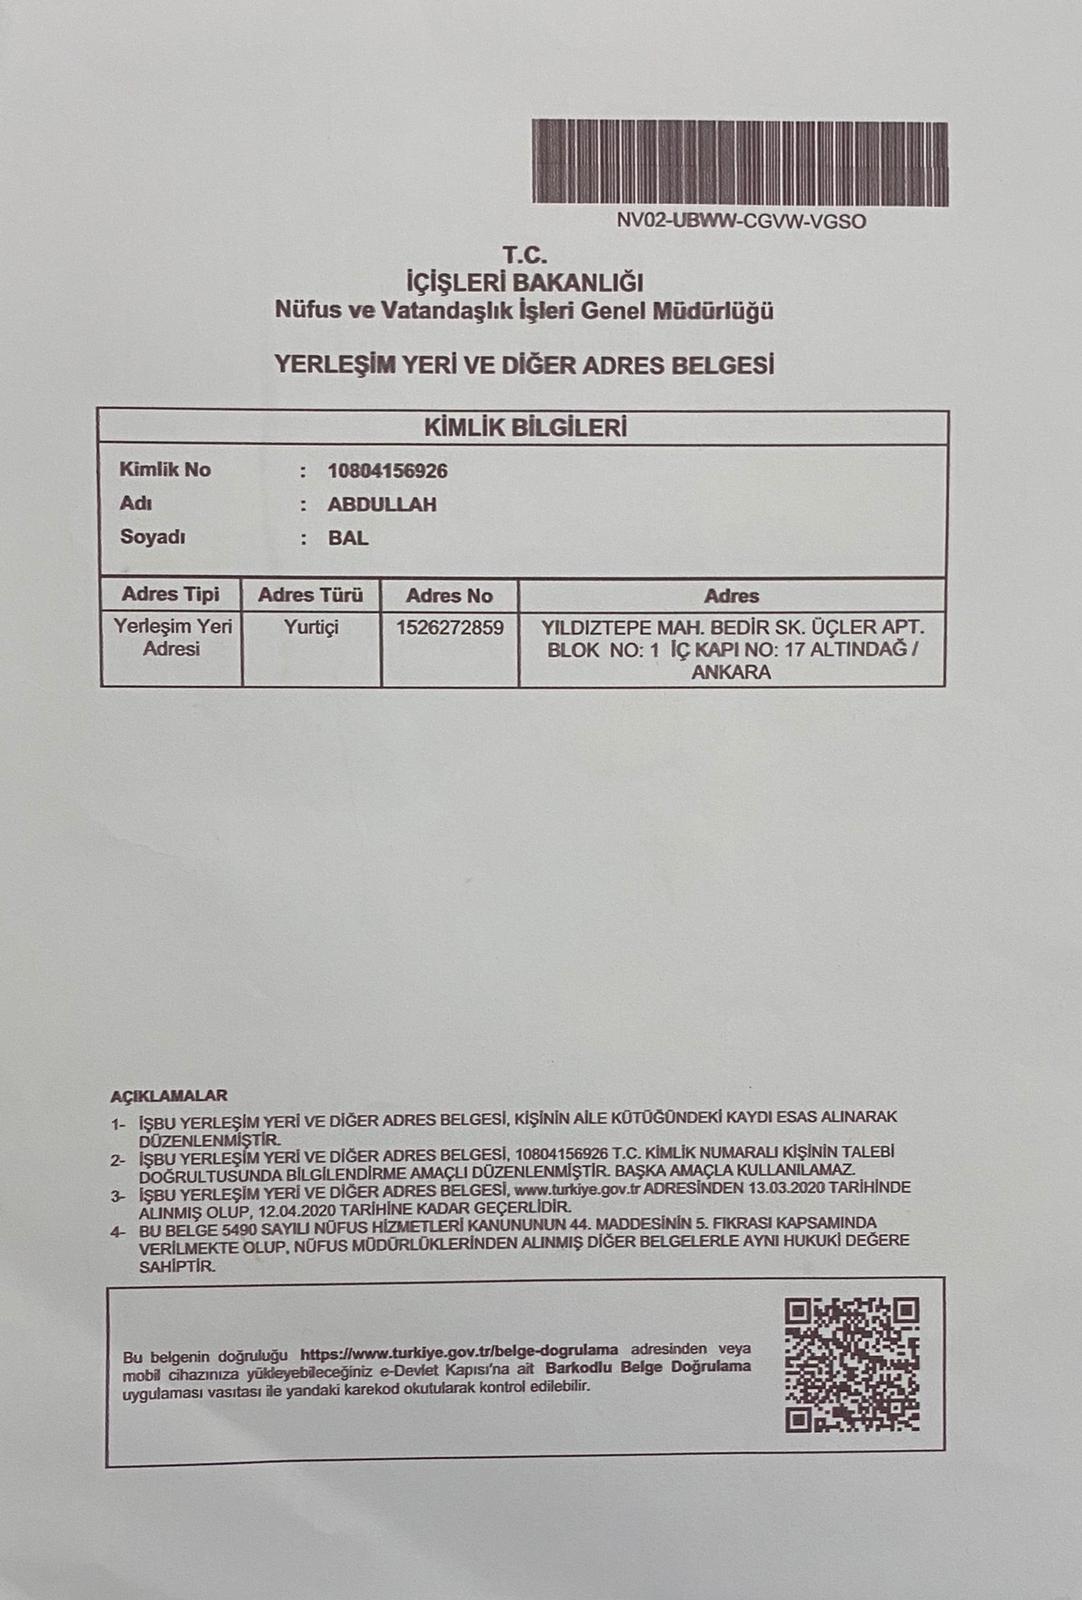 NV02-UBWW-CGVW-VGSO
T.C.
İÇİŞLERİ BAKANLIĞI
Nüfus ve Vatandaşlık İşleri Genel Müdürlüğü
YERLEŞİM YERİ VE DİĞER ADRES BELGESİ
KİMLİK BİLGİLERİ
Kimlik No : 10804156926
Adı : ABDULLAH
Soyadı : BAL
Adres Tipi Adres Türü Adres No Adres
Yerleşim Yeri Yurtiçi 1526272859 YILDIZTEPE MAH. BEDİR SK. ÜÇLER APT.
Adresi BLOK NO: 1 İÇ KAPI NO: 17 ALTINDAĞ /
ANKARA
AÇIKLAMALAR
1- İŞBU YERLEŞİM YERİ VE DİĞER ADRES BELGESİ, KİŞİNİN AİLE KÜTÜĞÜNDEKİ KAYDI ESAS ALINARAK
DÜZENLENMİŞTİR.
2- İŞBU YERLEŞİM YERİ VE DİĞER ADRES BELGESİ, 10804156926 T.C. KİMLİK NUMARALI KİŞİNİN TALEBİ
DOĞRULTUSUNDA BİLGİLENDİRME AMAÇLI DÜZENLENMİŞTİR. BAŞKA AMAÇLA KULLANILAMAZ.
3- İŞBU YERLEŞİM YERİ VE DİĞER ADRES BELGESİ, www.turkiye.gov.tr ADRESİNDEN 13.03.2020 TARİHİNDE
ALINMIŞ OLUP, 12.04.2020 TARİHİNE KADAR GEÇERLİDİR.
4- BU BELGE 5490 SAYILI NÜFUS HİZMETLERİ KANUNUNUN 44. MADDESİNİN 5. FIKRASI KAPSAMINDA
VERİLMEKTE OLUP, NÜFUS MÜDÜRLÜKLERİNDEN ALINMIŞ DİĞER BELGELERLE AYNI HUKUKİ DEĞERE
SAHİPTİR.
Bu belgenin doğruluğu https://www.turkiye.gov.tr/belge-dogrulama adresinden veya
mobil cihazınıza yükleyebileceğiniz e-Devlet Kapısı'na ait Barkodlu Belge Doğrulama
uygulaması vasıtası ile yandaki karekod okutularak kontrol edilebilir.